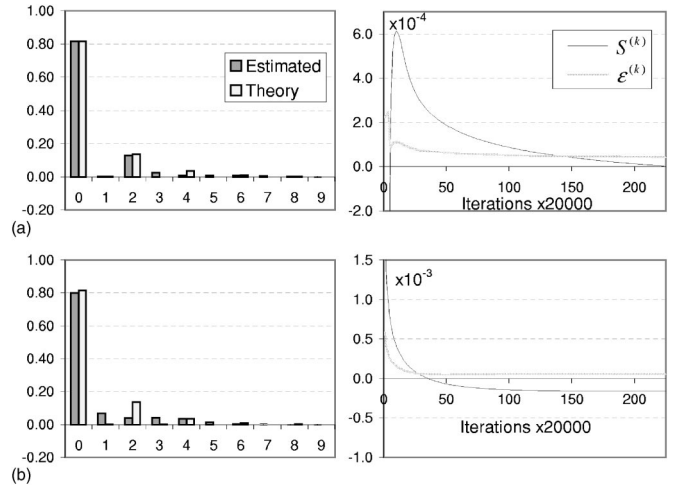 1.00
0.80
0.60
0.40
0.20
0.00
-0.20
0 1 2 3 4 5 6 7 8 9
Estimated
Theory
(a)
x10-4
6.0
4.0
2.0
0.0
-2.0
50 100 150 200
Iterations x20000
S(k)
ε(k)
1.00
0.80
0.60
0.40
0.20
0.00
-0.20
0 1 2 3 4 5 6 7 8 9
(b)
x10-3
1.5
1.0
0.5
0.0
-0.5
-1.0
0 50 100 150 200
Iterations x20000